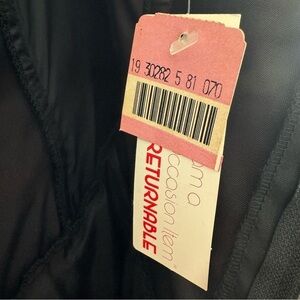 19 30282 5 81 070
m a
ccasion Item
RETURNABLE